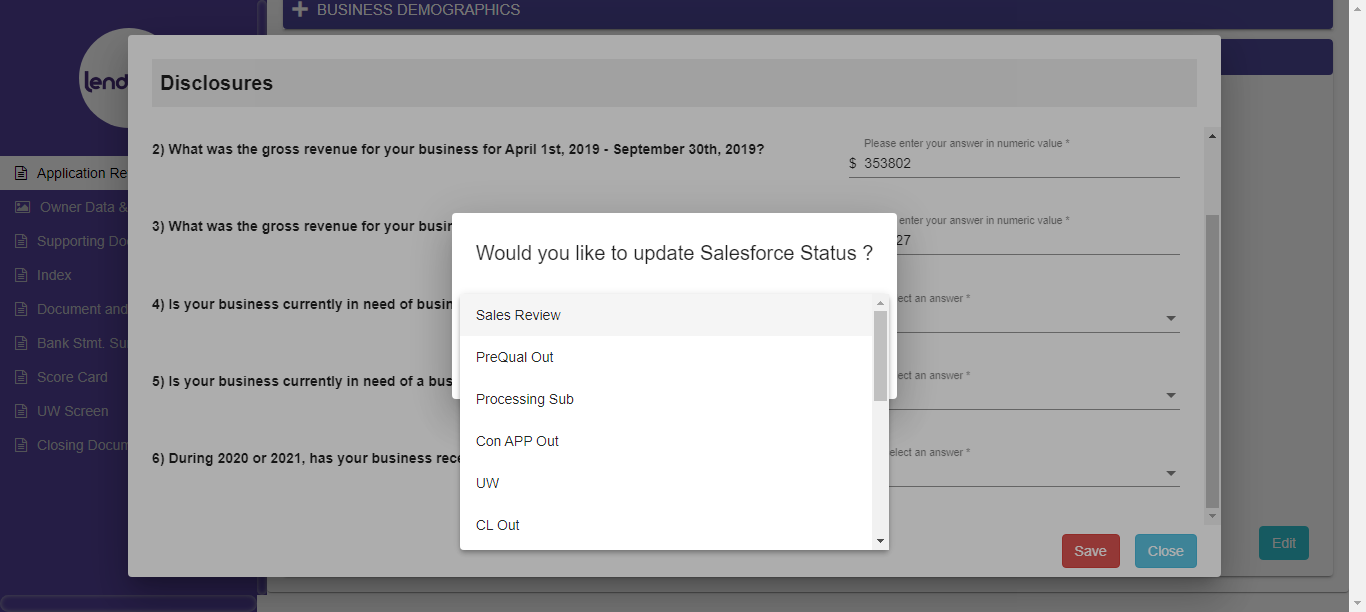 BUSINESS DEMOGRAPHICS
lend
Disclosures
2) What was the gross revenue for your business for April 1st, 2019 - September 30th, 2019?
Please enter your answer in numeric value *
$ 353802
Application Re
Owner Data &
Supporting Do
Index
Document and
Bank Stmt. Su
Score Card
UW Screen
Closing Docum
3) What was the gross revenue for your busin
enter your answer in numeric value *
27
Would you like to update Salesforce Status ?
4) Is your business currently in need of busin
ect an answer *
Sales Review
PreQual Out
Processing Sub
Con APP Out
UW
CL Out
5) Is your business currently in need of a bus
ect an answer *
6) During 2020 or 2021, has your business rece
elect an answer *
Save
Close
Edit